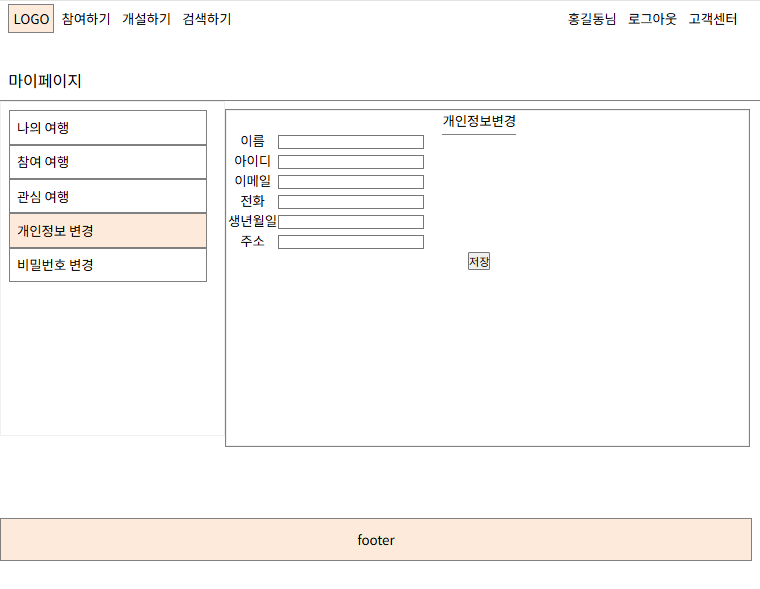 LOGO 참여하기 개설하기 검색하기 홍길동님 로그아웃 고객센터
마이페이지
나의 여행
참여 여행
관심 여행
개인정보 변경
비밀번호 변경
개인정보변경
이름
아이디
이메일
전화
생년월일
주소
저장
footer